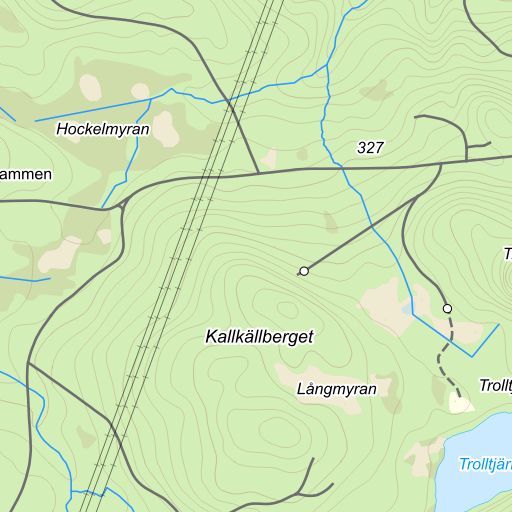 Hockelmyran
327
ammen
T
Kallkällberget
Långmyran
Trollt
Trolltjär